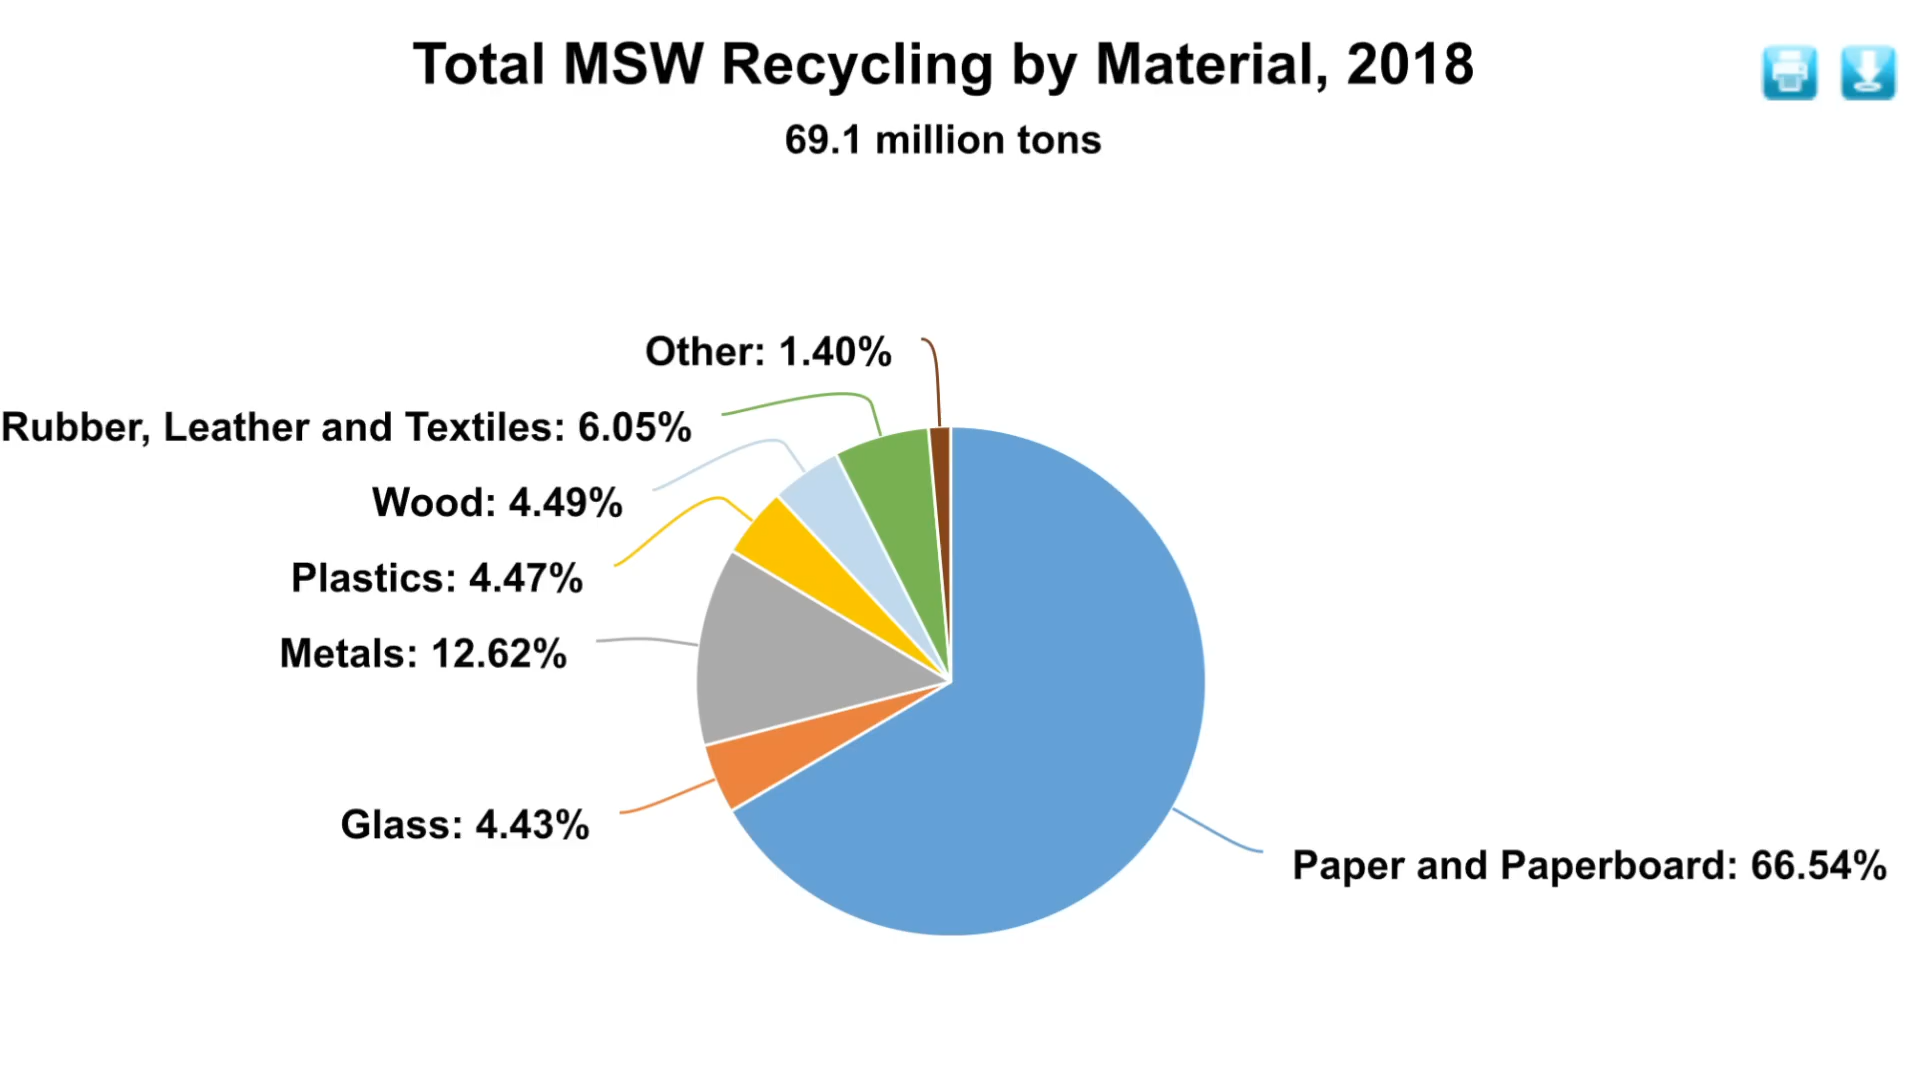 Total MSW Recycling by Material, 2018
69.1 million tons
Other: 1.40%
Rubber, Leather and Textiles: 6.05%
Wood: 4.49%
Plastics: 4.47%
Metals: 12.62%
Glass: 4.43%
Paper and Paperboard: 66.54%